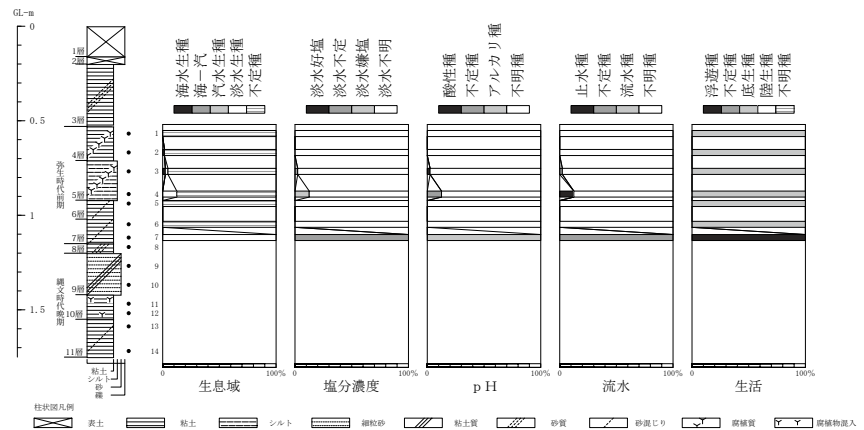 GL-m
0
0.5
1
1.5
1層
2層
3層
4層
5層
6層
7層
8層
9層
10層
11層
弥生時代前期
縄文時代晩期
粘土
シルト
砂
礫
1
2
3
4
5
6
7
8
9
10
11
12
13
14
海水生種
海－汽
汽水生種
淡水生種
不定種
0
100%
生息域
淡水好塩
淡水不定
淡水嫌塩
淡水不明
0
100%
塩分濃度
酸性種
不定種
アルカリ種
不明種
0
100%
pH
止水種
不定種
流水種
不明種
0
100%
流水
浮遊種
不定種
底生種
陸生種
不明種
0
100%
生活
柱状図凡例
表土 粘土 シルト 細粒砂 粘土質 砂質 砂混じり 腐植質 腐植物混入